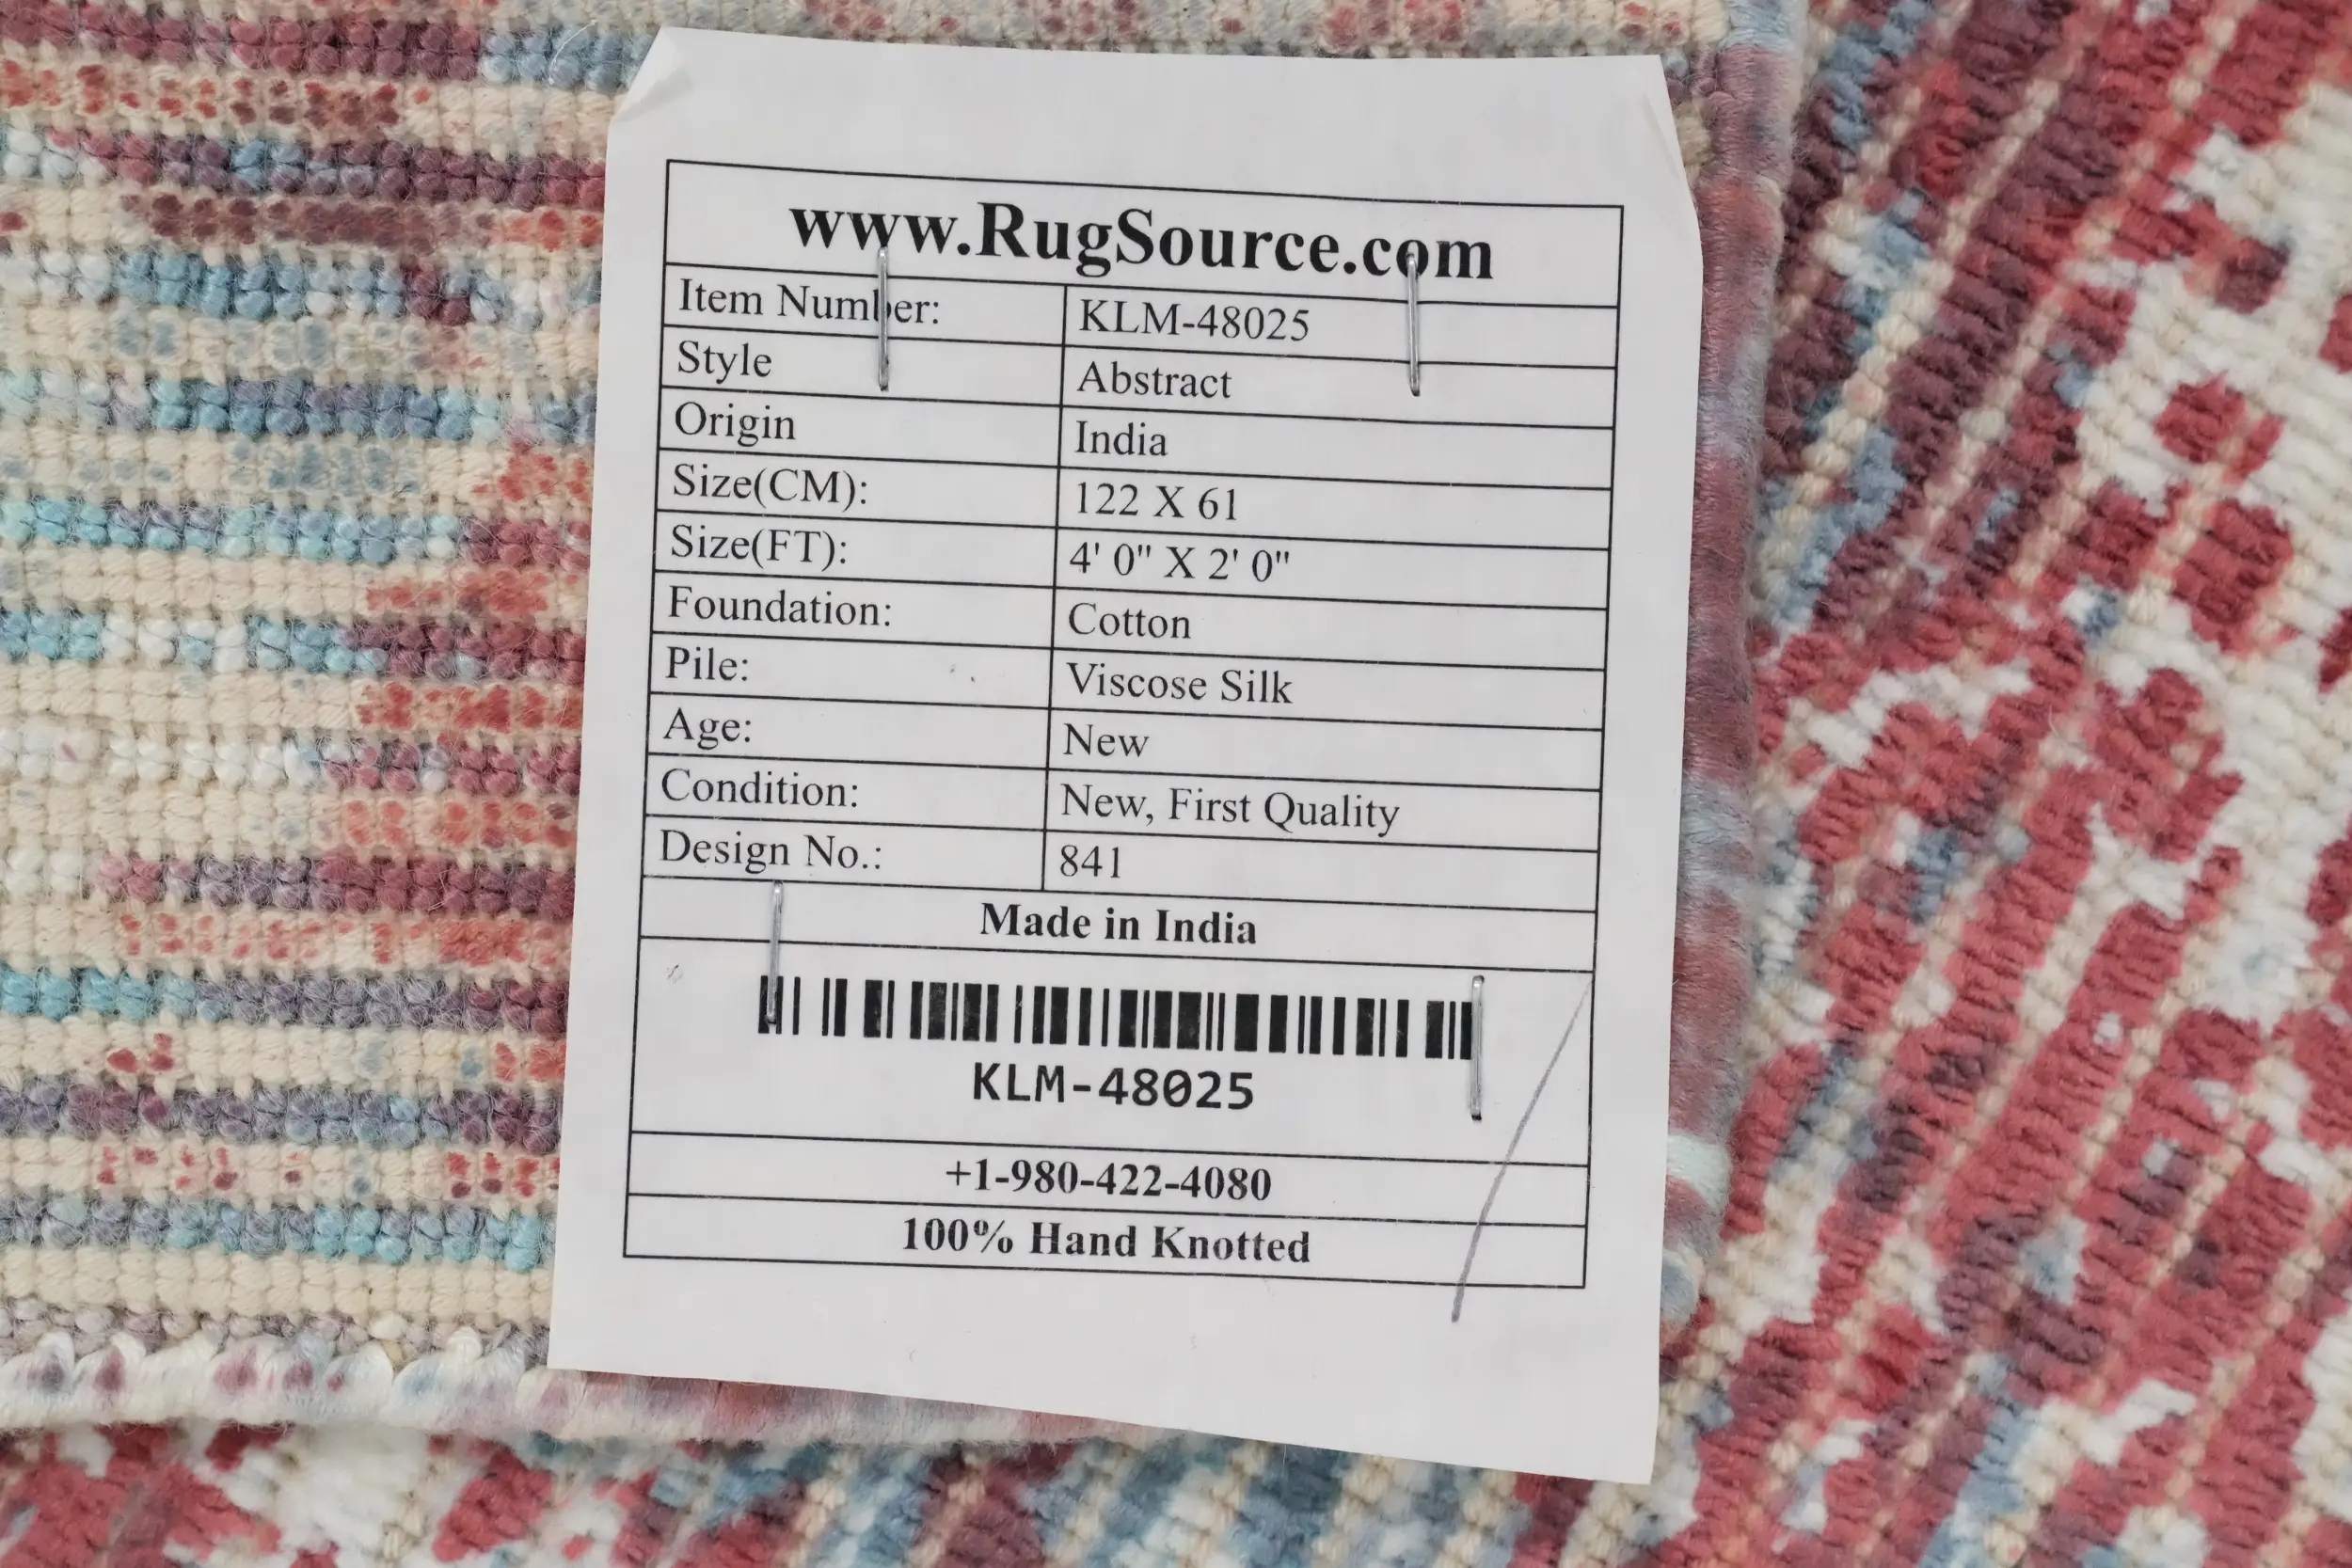 www.RugSource.com
Item Number: KLM-48025
Style Abstract
Origin India
Size(CM): 122 X 61
Size(FT): 4' 0" X 2' 0"
Foundation: Cotton
Pile: Viscose Silk
Age: New
Condition: New, First Quality
Design No.: 841
Made in India
KLM-48025
+1-980-422-4080
100% Hand Knotted